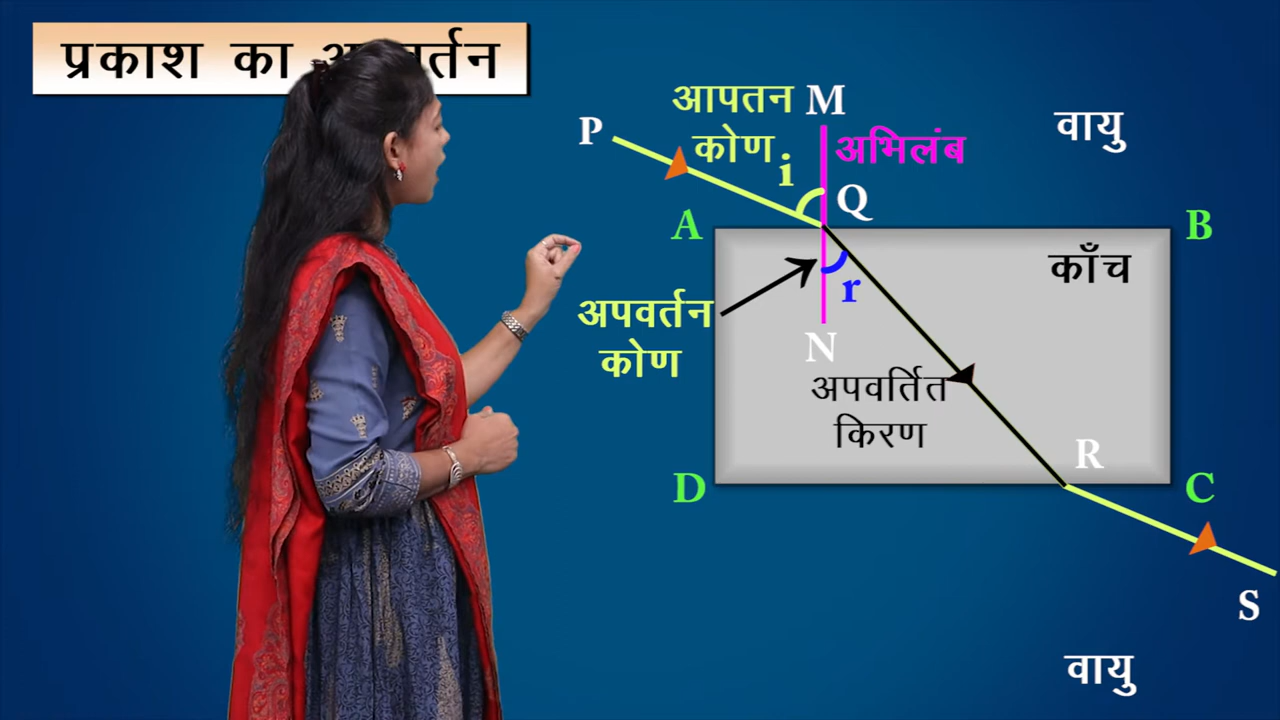 प्रकाश का
आपतन
कोण
M
P
i
अभिलंब
वायु
Q
A
B
काँच
r
अपवर्तन
कोण
N
अपवर्तित
किरण
R
D
C
S
वायु